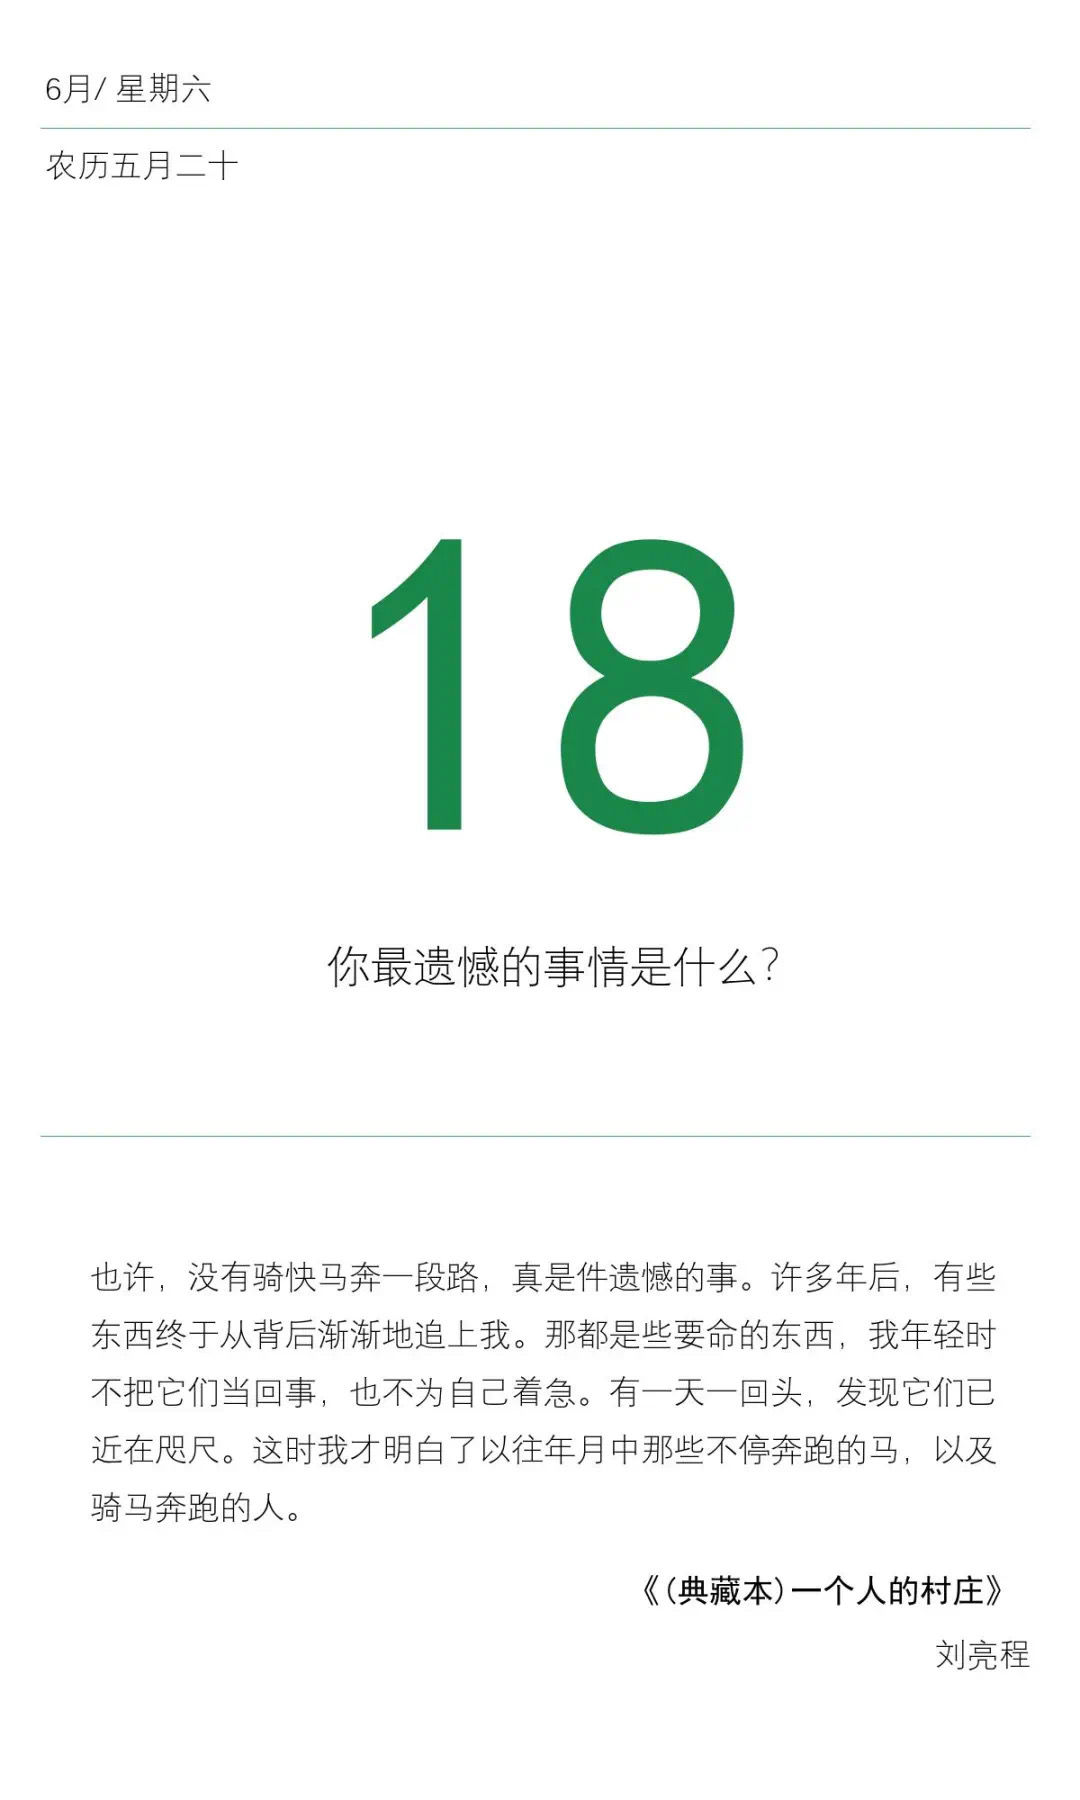 6月/ 星期六
农历五月二十
18
你最遗憾的事情是什么？
也许，没有骑快马奔一段路，真是件遗憾的事。许多年后，有些
东西终于从背后渐渐地追上我。那都是些要命的东西，我年轻时
不把它们当回事，也不为自己着急。有一天一回头，发现它们已
近在咫尺。这时我才明白了以往年月中那些不停奔跑的马，以及
骑马奔跑的人。
《（典藏本）一个人的村庄》
刘亮程